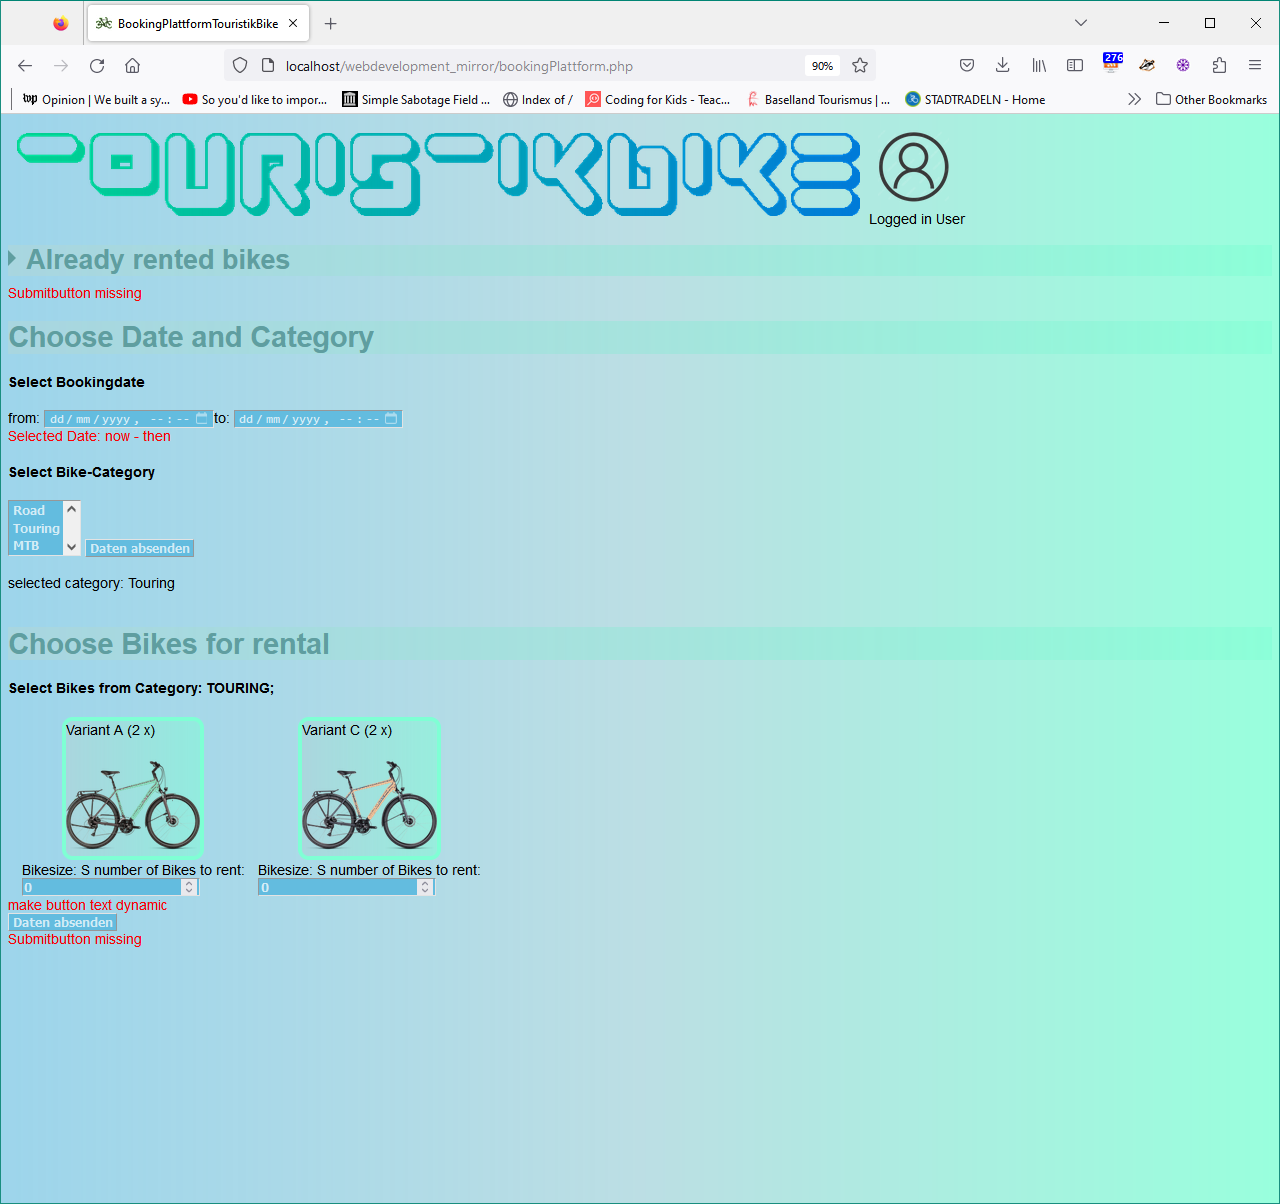 BookingPlattformTouristikBike
localhost/webdevelopment_mirror/bookingPlattform.php
90%
276
Opinion | We built a sy...
So you'd like to impor...
Simple Sabotage Field ...
Index of /
Coding for Kids - Teac...
Baselland Tourismus | ...
STADTRADELN - Home
Other Bookmarks
TOURISTIKBIKE
Logged in User
Already rented bikes
Submitbutton missing
Choose Date and Category
Select Bookingdate
from: dd/mm/yyyy, --:-- to: dd/mm/yyyy, --:--
Selected Date: now - then
Select Bike-Category
Road
Touring
MTB
Daten absenden
selected category: Touring
Choose Bikes for rental
Select Bikes from Category: TOURING;
Variant A (2 x)
Variant C (2 x)
Bikesize: S number of Bikes to rent:
Bikesize: S number of Bikes to rent:
0
0
make button text dynamic
Daten absenden
Submitbutton missing